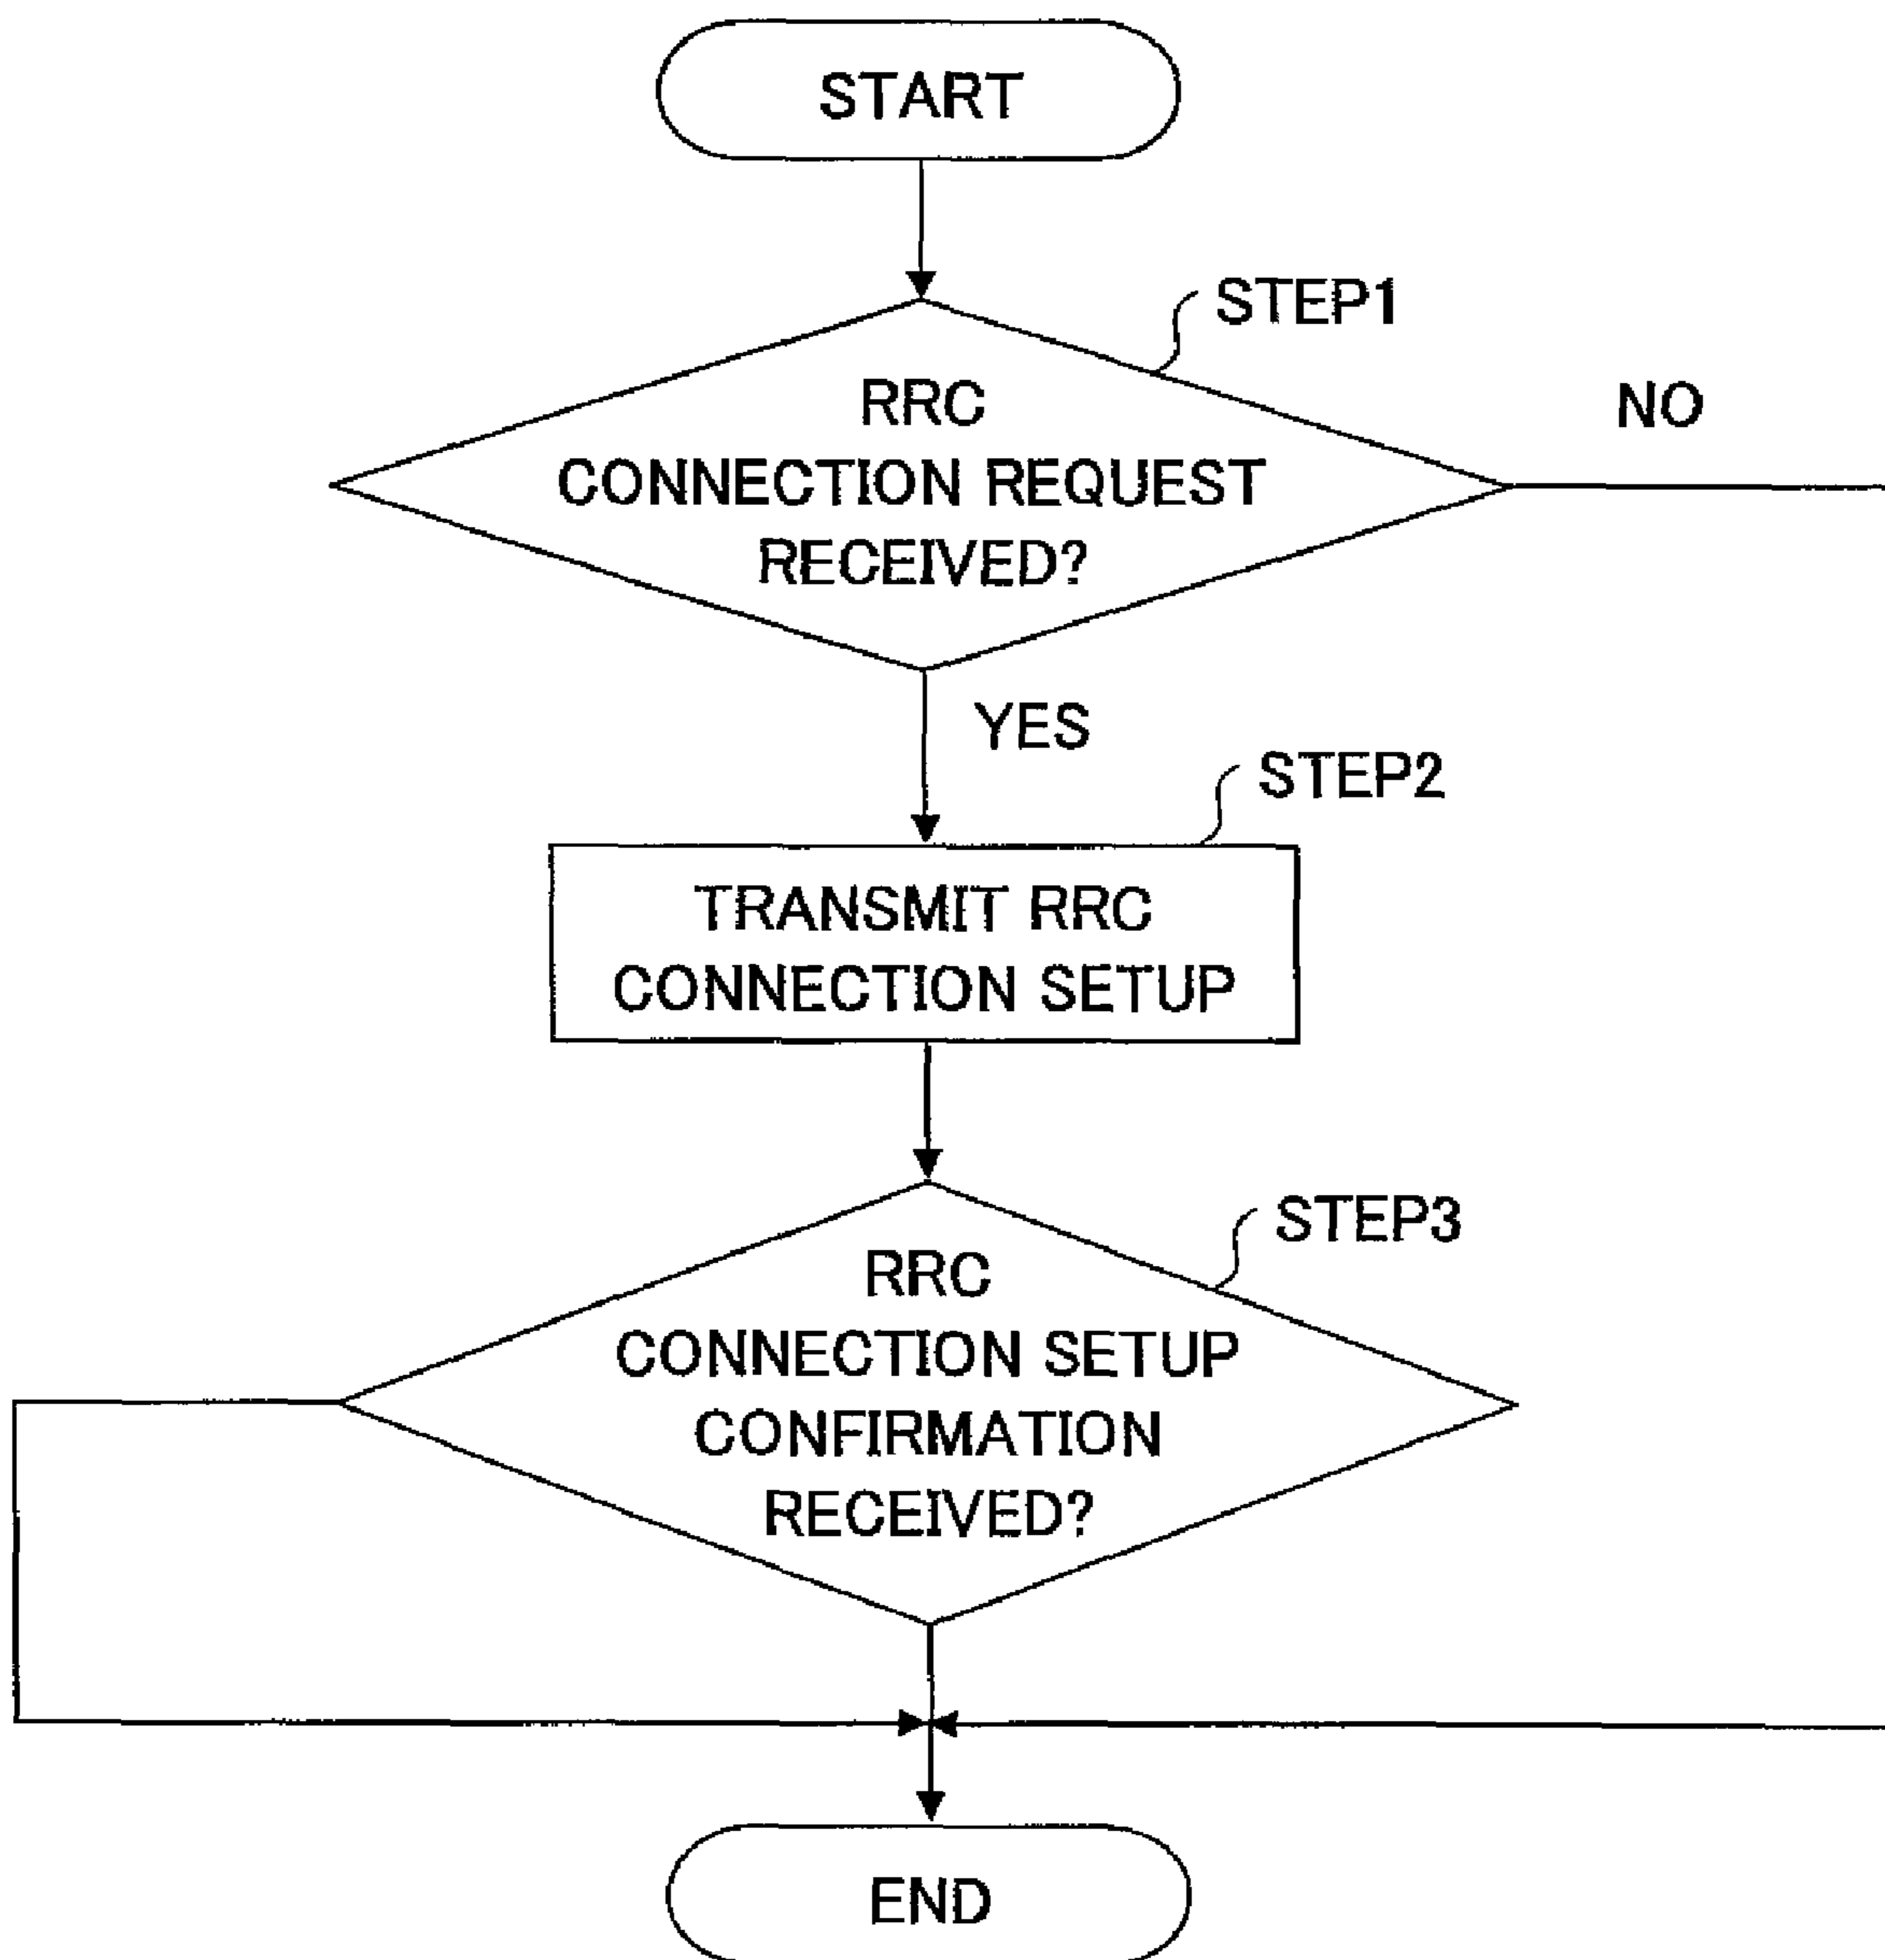 START
STEP1
RRC
CONNECTION REQUEST
RECEIVED?
NO
YES
STEP2
TRANSMIT RRC
CONNECTION SETUP
STEP3
RRC
CONNECTION SETUP
CONFIRMATION
RECEIVED?
END